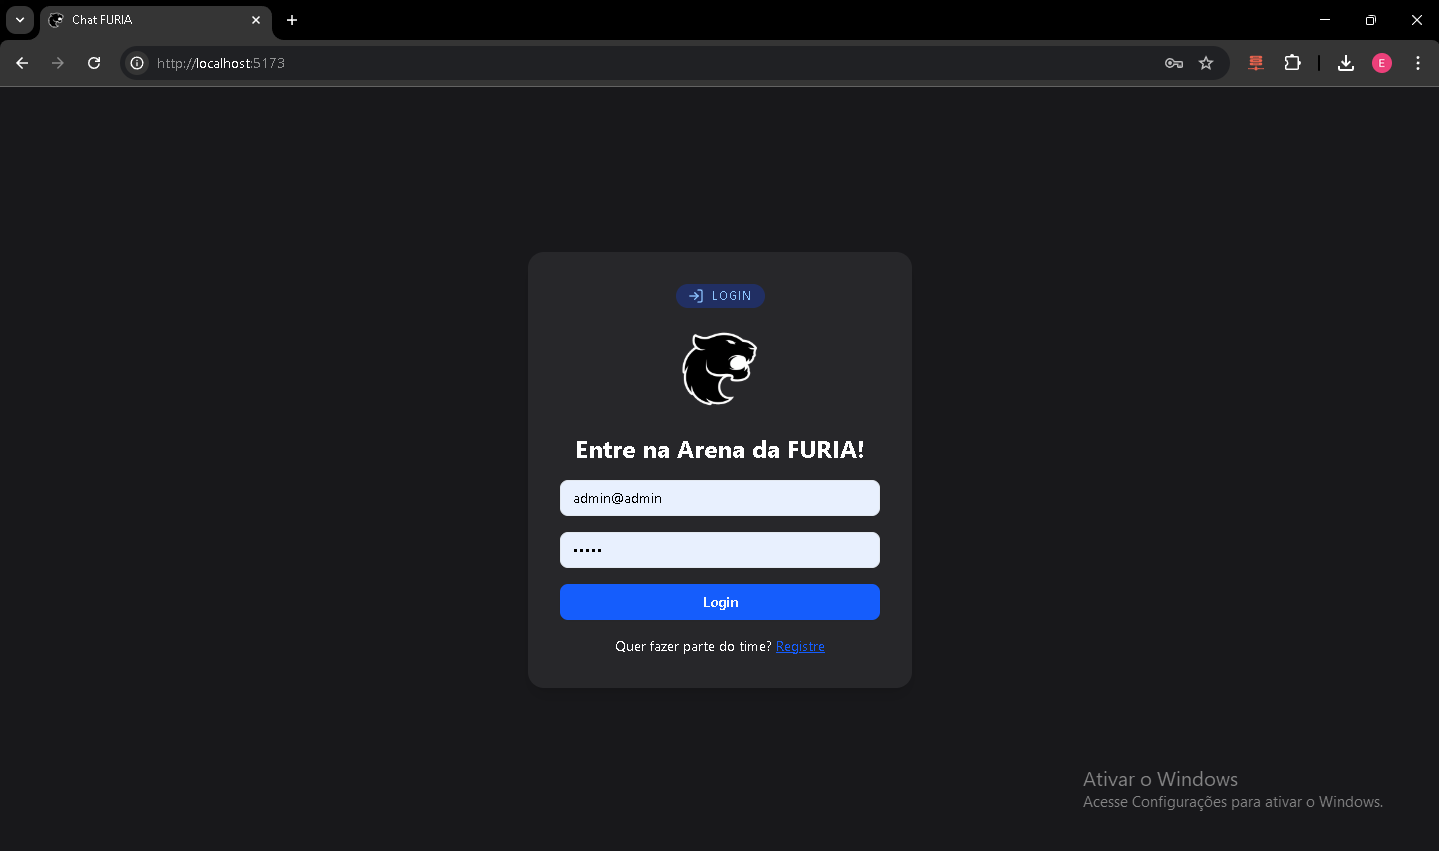 Chat FURIA
http://localhost:5173
E
LOGIN
Entre na Arena da FURIA!
admin@admin
•••••
Login
Quer fazer parte do time? Registre
Ativar o Windows
Acesse Configurações para ativar o Windows.